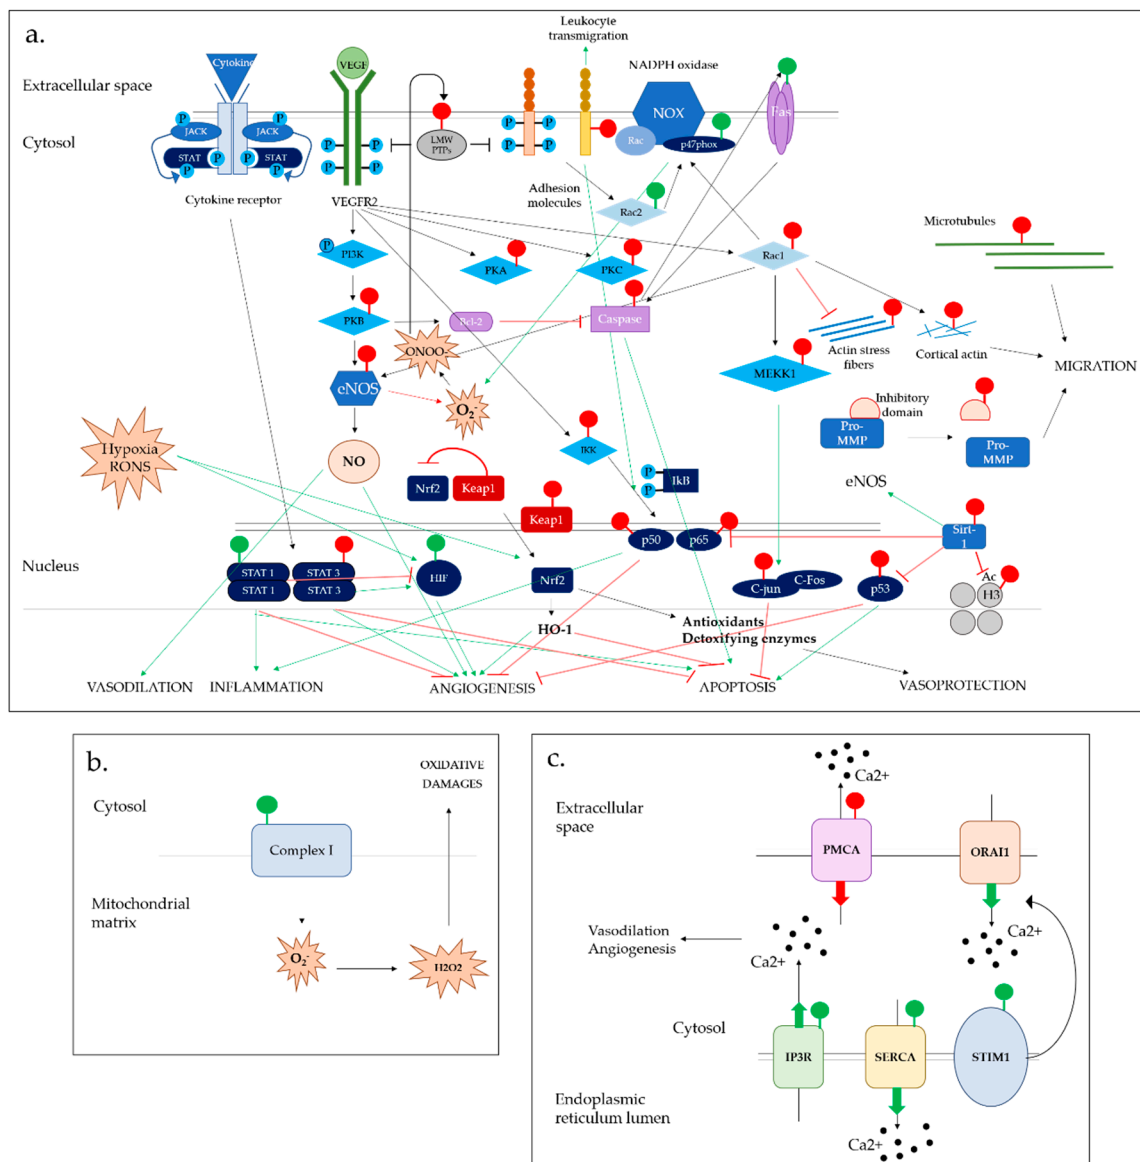 a.
Leukocyte
transmigration
Extracellular space
Cytokine
VEGF
NADPH oxidase
NOX
Fas
Cytosol
P
P
JACK
JACK
STAT
P
P
STAT
P
P
P
P
P
P
LMW
PTPs
P
P
P
P
Rac
p47phox
Cytokine receptor
VEGFR2
Adhesion
molecules
Rac2
Microtubules
P
PI3K
PKA
PKC
Rac1
PKB
Bcl-2
Caspase
ONOO-
Actin stress
fibers
Cortical actin
MIGRATION
MEKK1
eNOS
O2-
Inhibitory
domain
Pro-
MMP
Pro-
MMP
Hypoxia
RONS
NO
IKK
Nrf2
Keap1
P
P
IkB
eNOS
Keap1
p50
p65
Sirt-
1
Nucleus
STAT 1
STAT 1
STAT 3
STAT 3
HIF
Nrf2
C-jun
C-Fos
p53
Ac
H3
HO-1
Antioxidants
Detoxifying enzymes
VASODILATION
INFLAMMATION
ANGIOGENESIS
APOPTOSIS
VASOPROTECTION
b.
OXIDATIVE
DAMAGES
Cytosol
Complex I
Mitochondrial
matrix
O2-
H2O2
c.
Ca2+
Extracellular
space
PMCA
ORAI1
Vasodilation
Angiogenesis
Ca2+
Ca2+
Cytosol
IP3R
SERCA
STIM1
Endoplasmic
reticulum lumen
Ca2+